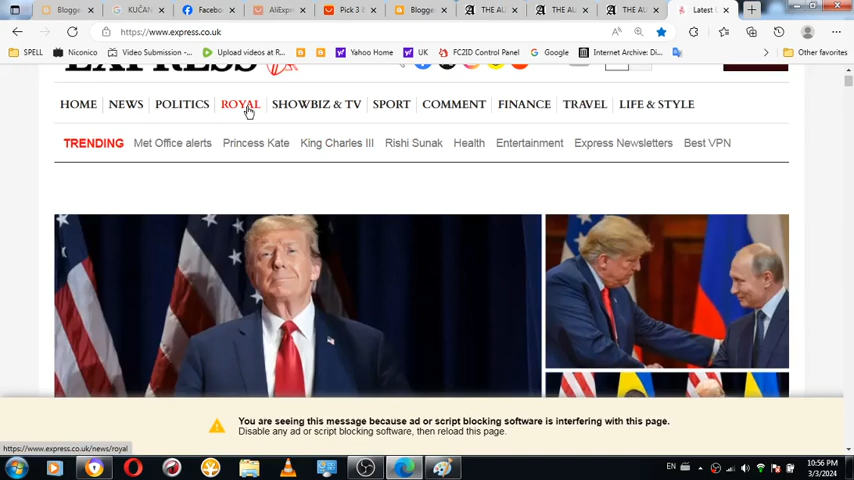 Blogge
KUČAN
Facebo
AliExpr
Pick 3
Blogge
THE AU
THE AU
THE AU
Latest
https://www.express.co.uk
SPELL
Niconico
Video Submission -...
Upload videos at R...
Yahoo Home
UK
FC2ID Control Panel
Google
Internet Archive: Di...
Other favorites
EXPRESS
HOME NEWS POLITICS ROYAL SHOWBIZ & TV SPORT COMMENT FINANCE TRAVEL LIFE & STYLE
TRENDING Met Office alerts Princess Kate King Charles III Rishi Sunak Health Entertainment Express Newsletters Best VPN
You are seeing this message because ad or script blocking software is interfering with this page.
Disable any ad or script blocking software, then reload this page.
https://www.express.co.uk/news/royal
EN
10:56 PM
3/3/2024